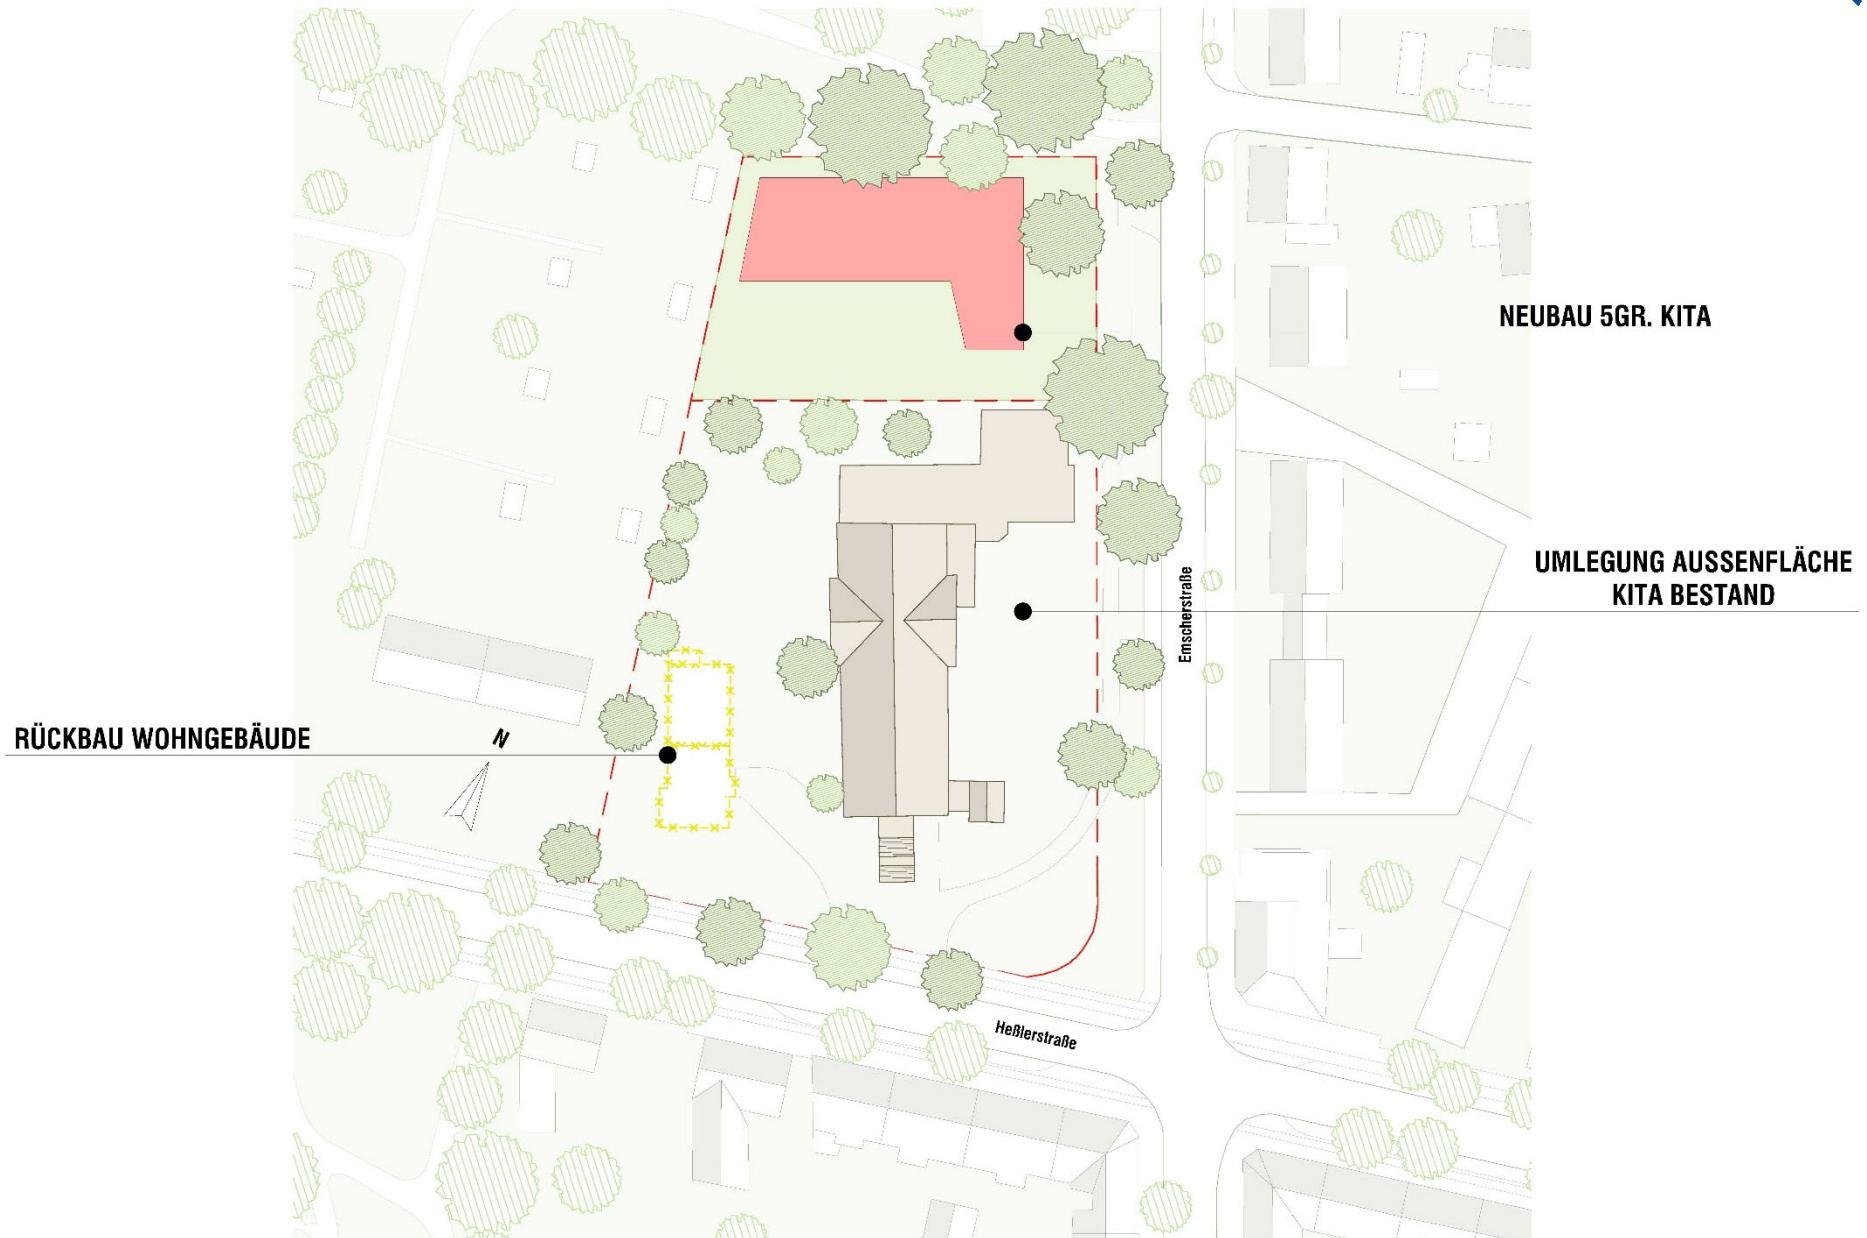 NEUBAU 5GR. KITA
UMLEGUNG AUSSENFLÄCHE
KITA BESTAND
Emscherstraße
RÜCKBAU WOHNGEBÄUDE
N
Heßlerstraße